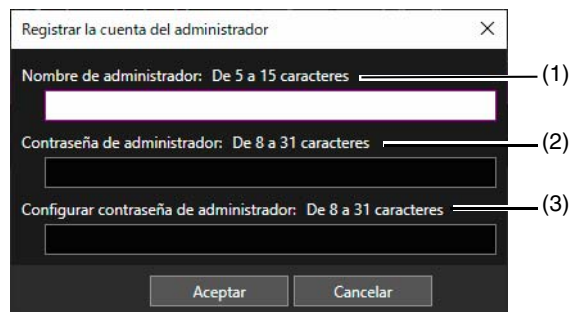 Registrar la cuenta del administrador
Nombre de administrador: De 5 a 15 caracteres (1)
Contraseña de administrador: De 8 a 31 caracteres (2)
Configurar contraseña de administrador: De 8 a 31 caracteres (3)
Aceptar Cancelar